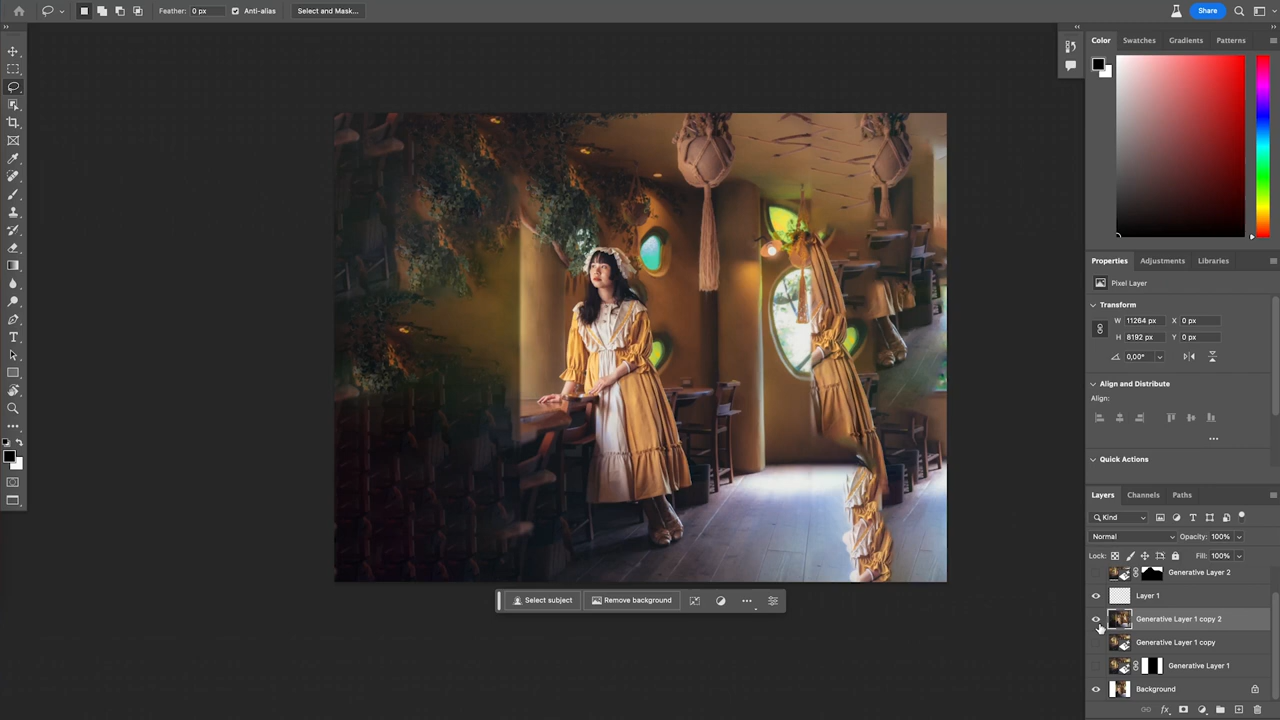 Feather: 0 px Anti-alias Select and Mask... Share
Color Swatches Gradients Patterns
Properties Adjustments Libraries
Pixel Layer
Transform
W 11264 px X 0 px
H 8192 px Y 0 px
0,00°
Align and Distribute
Align:
Quick Actions
Layers Channels Paths
Kind
Normal Opacity: 100%
Lock: Fill: 100%
Generative Layer 2
Layer 1
Generative Layer 1 copy 2
Generative Layer 1 copy
Generative Layer 1
Background
Select subject Remove background